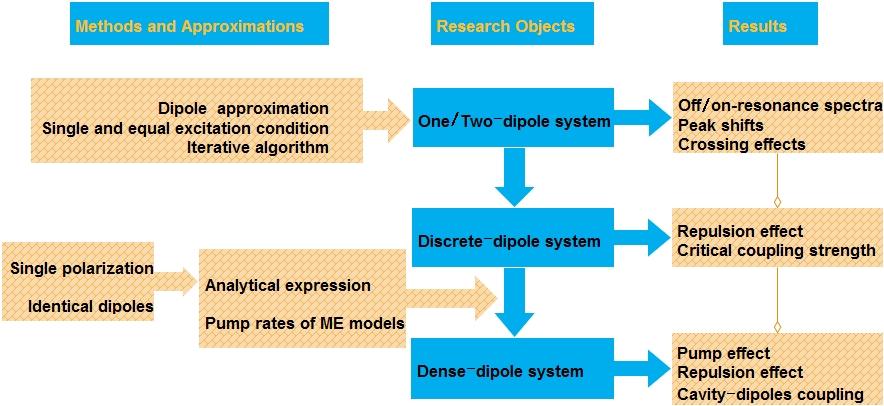 Methods and Approximations
Research Objects
Results
Dipole approximation
Single and equal excitation condition
Iterative algorithm
One/Two-dipole system
Off/on-resonance spectra
Peak shifts
Crossing effects
Discrete-dipole system
Repulsion effect
Critical coupling strength
Single polarization
Identical dipoles
Analytical expression
Pump rates of ME models
Dense-dipole system
Pump effect
Repulsion effect
Cavity-dipoles coupling